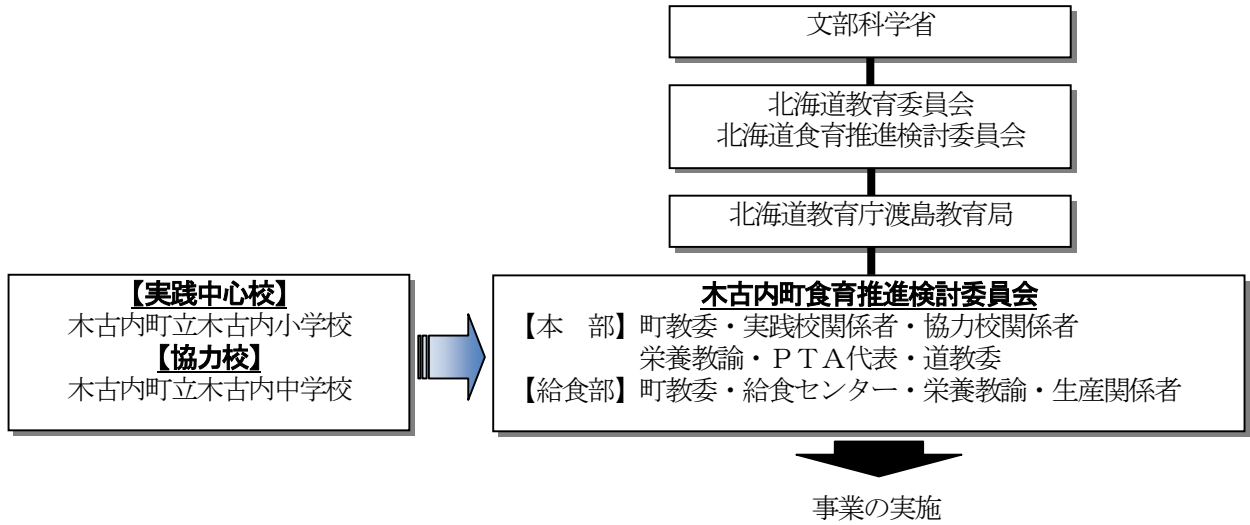 文部科学省
北海道教育委員会
北海道食育推進検討委員会
北海道教育庁渡島教育局
【実践中心校】
木古内町立木古内小学校
【協力校】
木古内町立木古内中学校
木古内町食育推進検討委員会
【本　部】町教委・実践校関係者・協力校関係者
栄養教諭・ＰＴＡ代表・道教委
【給食部】町教委・給食センター・栄養教諭・生産関係者
事業の実施